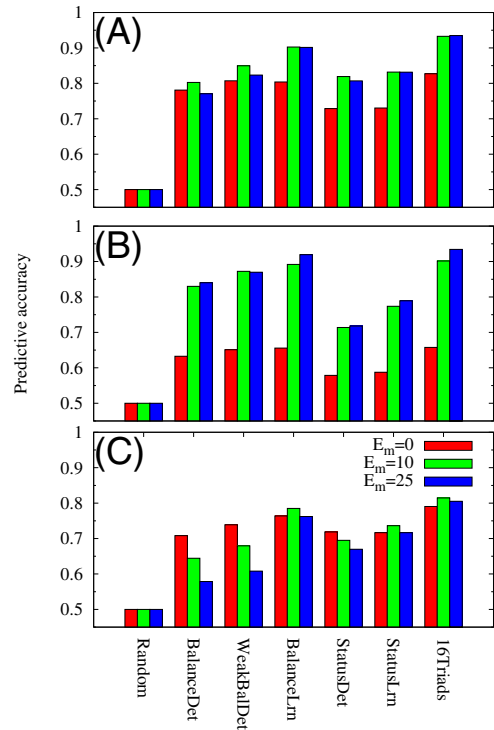 (A)
1
0.9
0.8
0.7
0.6
0.5
(B)
1
0.9
0.8
0.7
0.6
0.5
Predictive accuracy
(C)
1
0.9
0.8
0.7
0.6
0.5
E_m=0
E_m=10
E_m=25
Random
BalanceDet
WeakBalDet
BalanceLrn
StatusDet
StatusLrn
16Triads